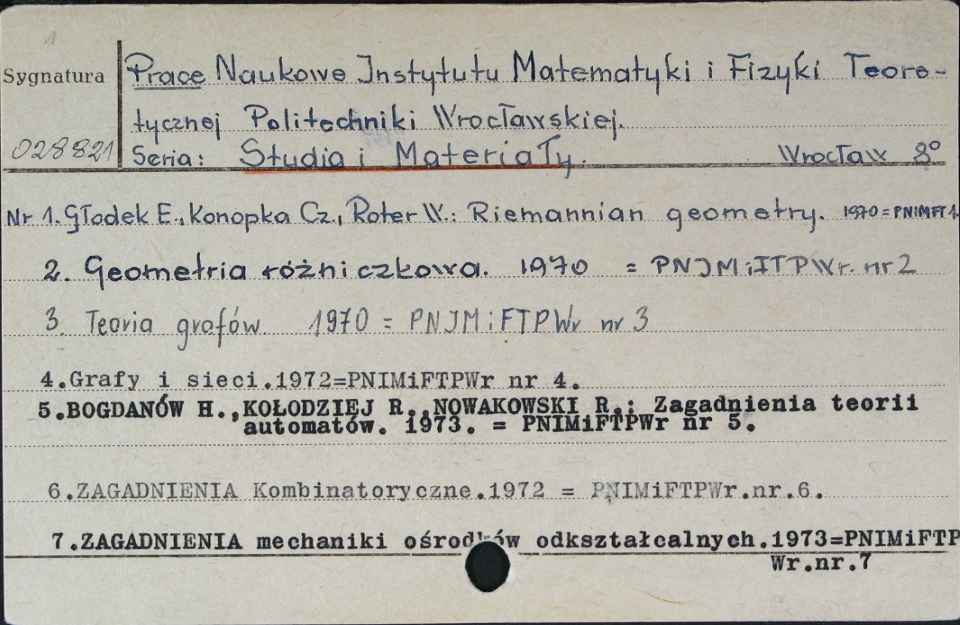 1
Sygnatura
Prace Naukowe Instytutu Matematyki i Fizyki Teore-
tycznej Politechniki Wrocławskiej.
028821 Seria: Studia i Materiały. Wrocław 8°
Nr 1. Głodek E., Konopka Cz., Roter W.: Riemannian geometry. 1970=PNIMFT1.
2. Geometria różniczkowa. 1970 = PNJMiFTPWr. nr 2
3. Teoria grafów 1970 = PNJMiFTPWr nr 3
4.Grafy i sieci.1972=PNIMiFTPWr nr 4.
5.BOGDANÓW H.,KOŁODZIEJ R.,NOWAKOWSKI R.: Zagadnienia teorii
automatów. 1973. = PNIMiFTPWr nr 5.
6.ZAGADNIENIA Kombinatoryczne.1972 = PNIMiFTPWr.nr.6.
7.ZAGADNIENIA mechaniki ośrodków odkształcalnych.1973=PNIMiFTP
Wr.nr.7